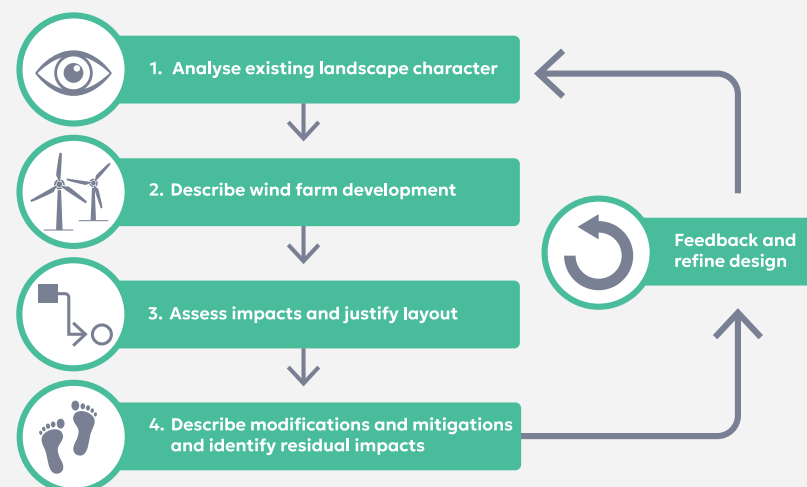 1. Analyse existing landscape character
2. Describe wind farm development
3. Assess impacts and justify layout
4. Describe modifications and mitigations
and identify residual impacts
Feedback and
refine design